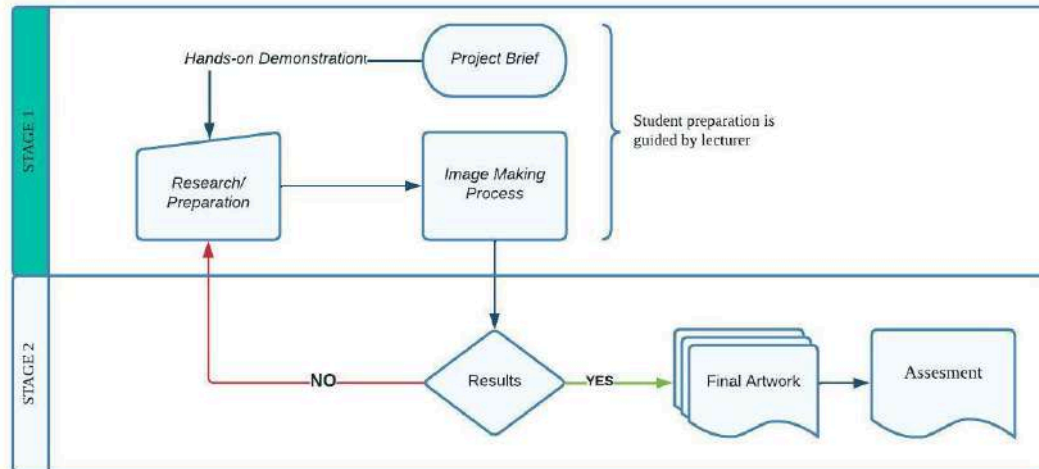 STAGE 1
Hands-on Demonstration
Project Brief
Student preparation is
guided by lecturer
Research/
Preparation
Image Making
Process
STAGE 2
NO
Results
YES
Final Artwork
Assesment